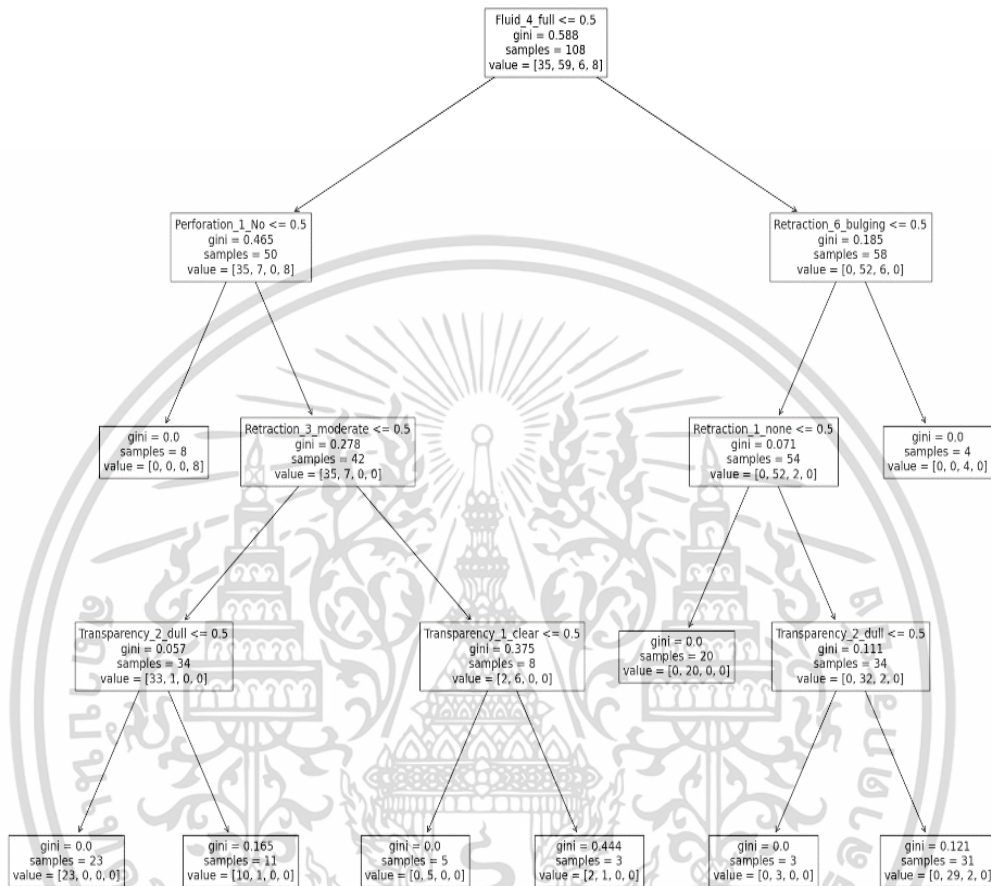 Fluid_4_full <= 0.5
gini = 0.588
samples = 108
value = [35, 59, 6, 8]
Perforation_1_No <= 0.5
gini = 0.465
samples = 50
value = [35, 7, 0, 8]
Retraction_6_bulging <= 0.5
gini = 0.185
samples = 58
value = [0, 52, 6, 0]
gini = 0.0
samples = 8
value = [0, 0, 0, 8]
Retraction_3_moderate <= 0.5
gini = 0.278
samples = 42
value = [35, 7, 0, 0]
Retraction_1_none <= 0.5
gini = 0.071
samples = 54
value = [0, 52, 2, 0]
gini = 0.0
samples = 4
value = [0, 0, 4, 0]
Transparency_2_dull <= 0.5
gini = 0.057
samples = 34
value = [33, 1, 0, 0]
Transparency_1_clear <= 0.5
gini = 0.375
samples = 8
value = [2, 6, 0, 0]
gini = 0.0
samples = 20
value = [0, 20, 0, 0]
Transparency_2_dull <= 0.5
gini = 0.111
samples = 34
value = [0, 32, 2, 0]
gini = 0.0
samples = 23
value = [23, 0, 0, 0]
gini = 0.165
samples = 11
value = [10, 1, 0, 0]
gini = 0.0
samples = 5
value = [0, 5, 0, 0]
gini = 0.444
samples = 3
value = [2, 1, 0, 0]
gini = 0.0
samples = 3
value = [0, 3, 0, 0]
gini = 0.121
samples = 31
value = [0, 29, 2, 0]